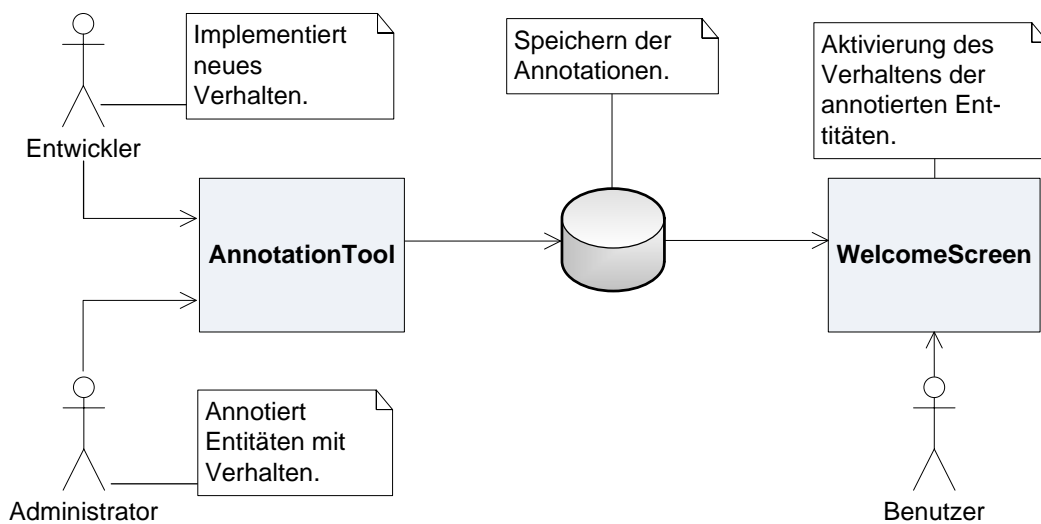 Implementiert
neues
Verhalten.
Entwickler
Speichern der
Annotationen.
Aktivierung des
Verhaltens der
annotierten Ent-
titäten.
AnnotationTool
WelcomeScreen
Annotiert
Entitäten mit
Verhalten.
Administrator
Benutzer